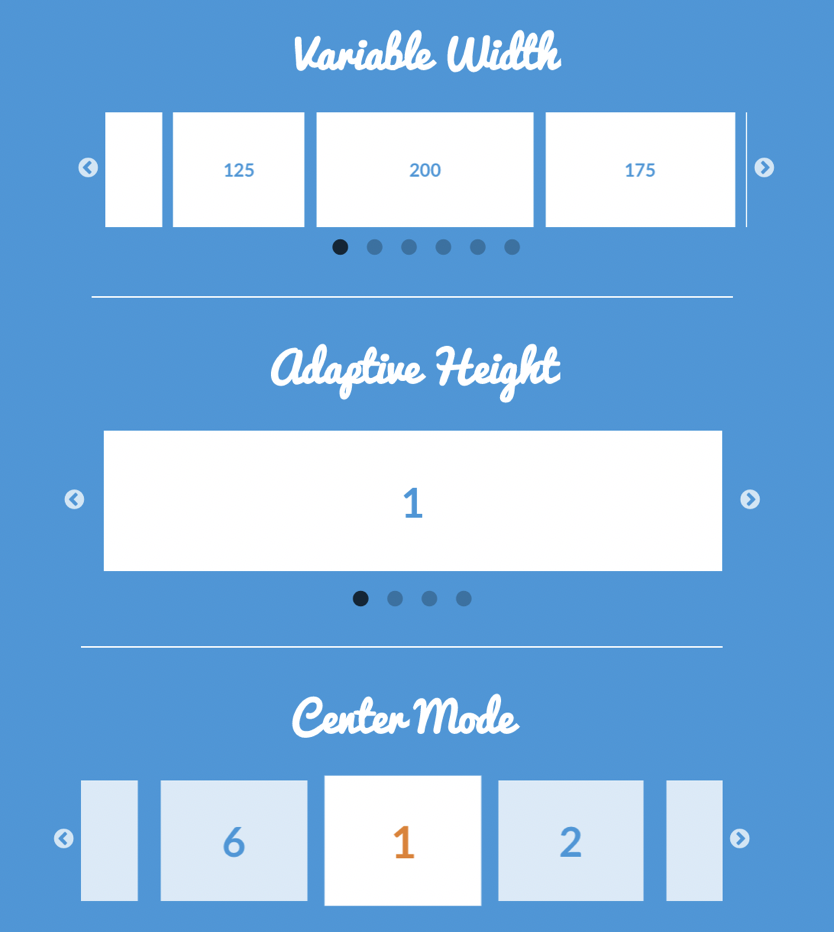 Variable Width
125 200 175
Adaptive Height
1
Center Mode
6 1 2